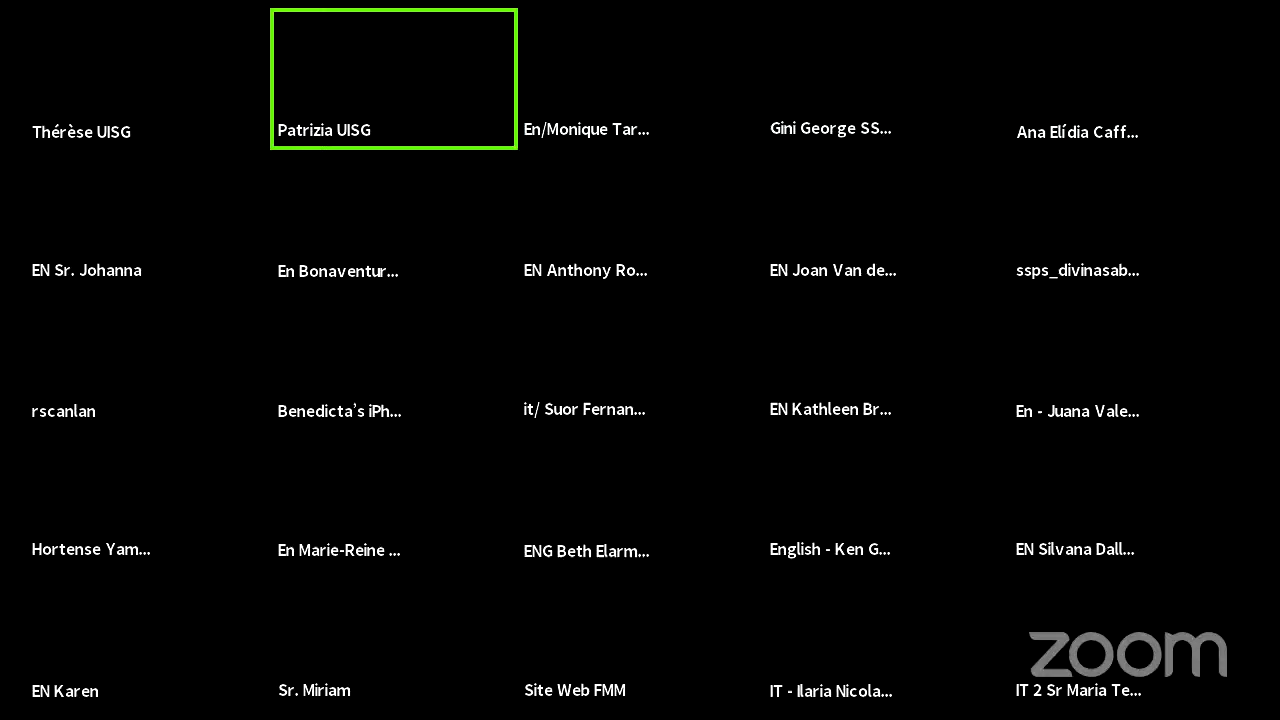 Thérèse UISG
Patrizia UISG
En/Monique Tar...
Gini George SS...
Ana Elídia Caff...
EN Sr. Johanna
En Bonaventur...
EN Anthony Ro...
EN Joan Van de...
ssps_divinasab...
rscanlan
Benedicta’s iPh...
it/ Suor Fernan...
EN Kathleen Br...
En - Juana Vale...
Hortense Yam...
En Marie-Reine ...
ENG Beth Elarm...
English - Ken G...
EN Silvana Dall...
zoom
EN Karen
Sr. Miriam
Site Web FMM
IT - Ilaria Nicola...
IT 2 Sr Maria Te...